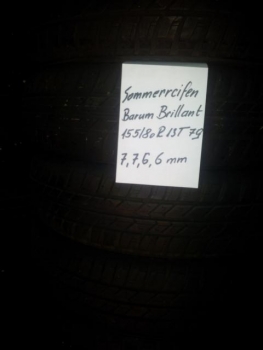 Sommerreifen
Barum Brillant
155/80 R 13T 79
7,7,6,6 mm